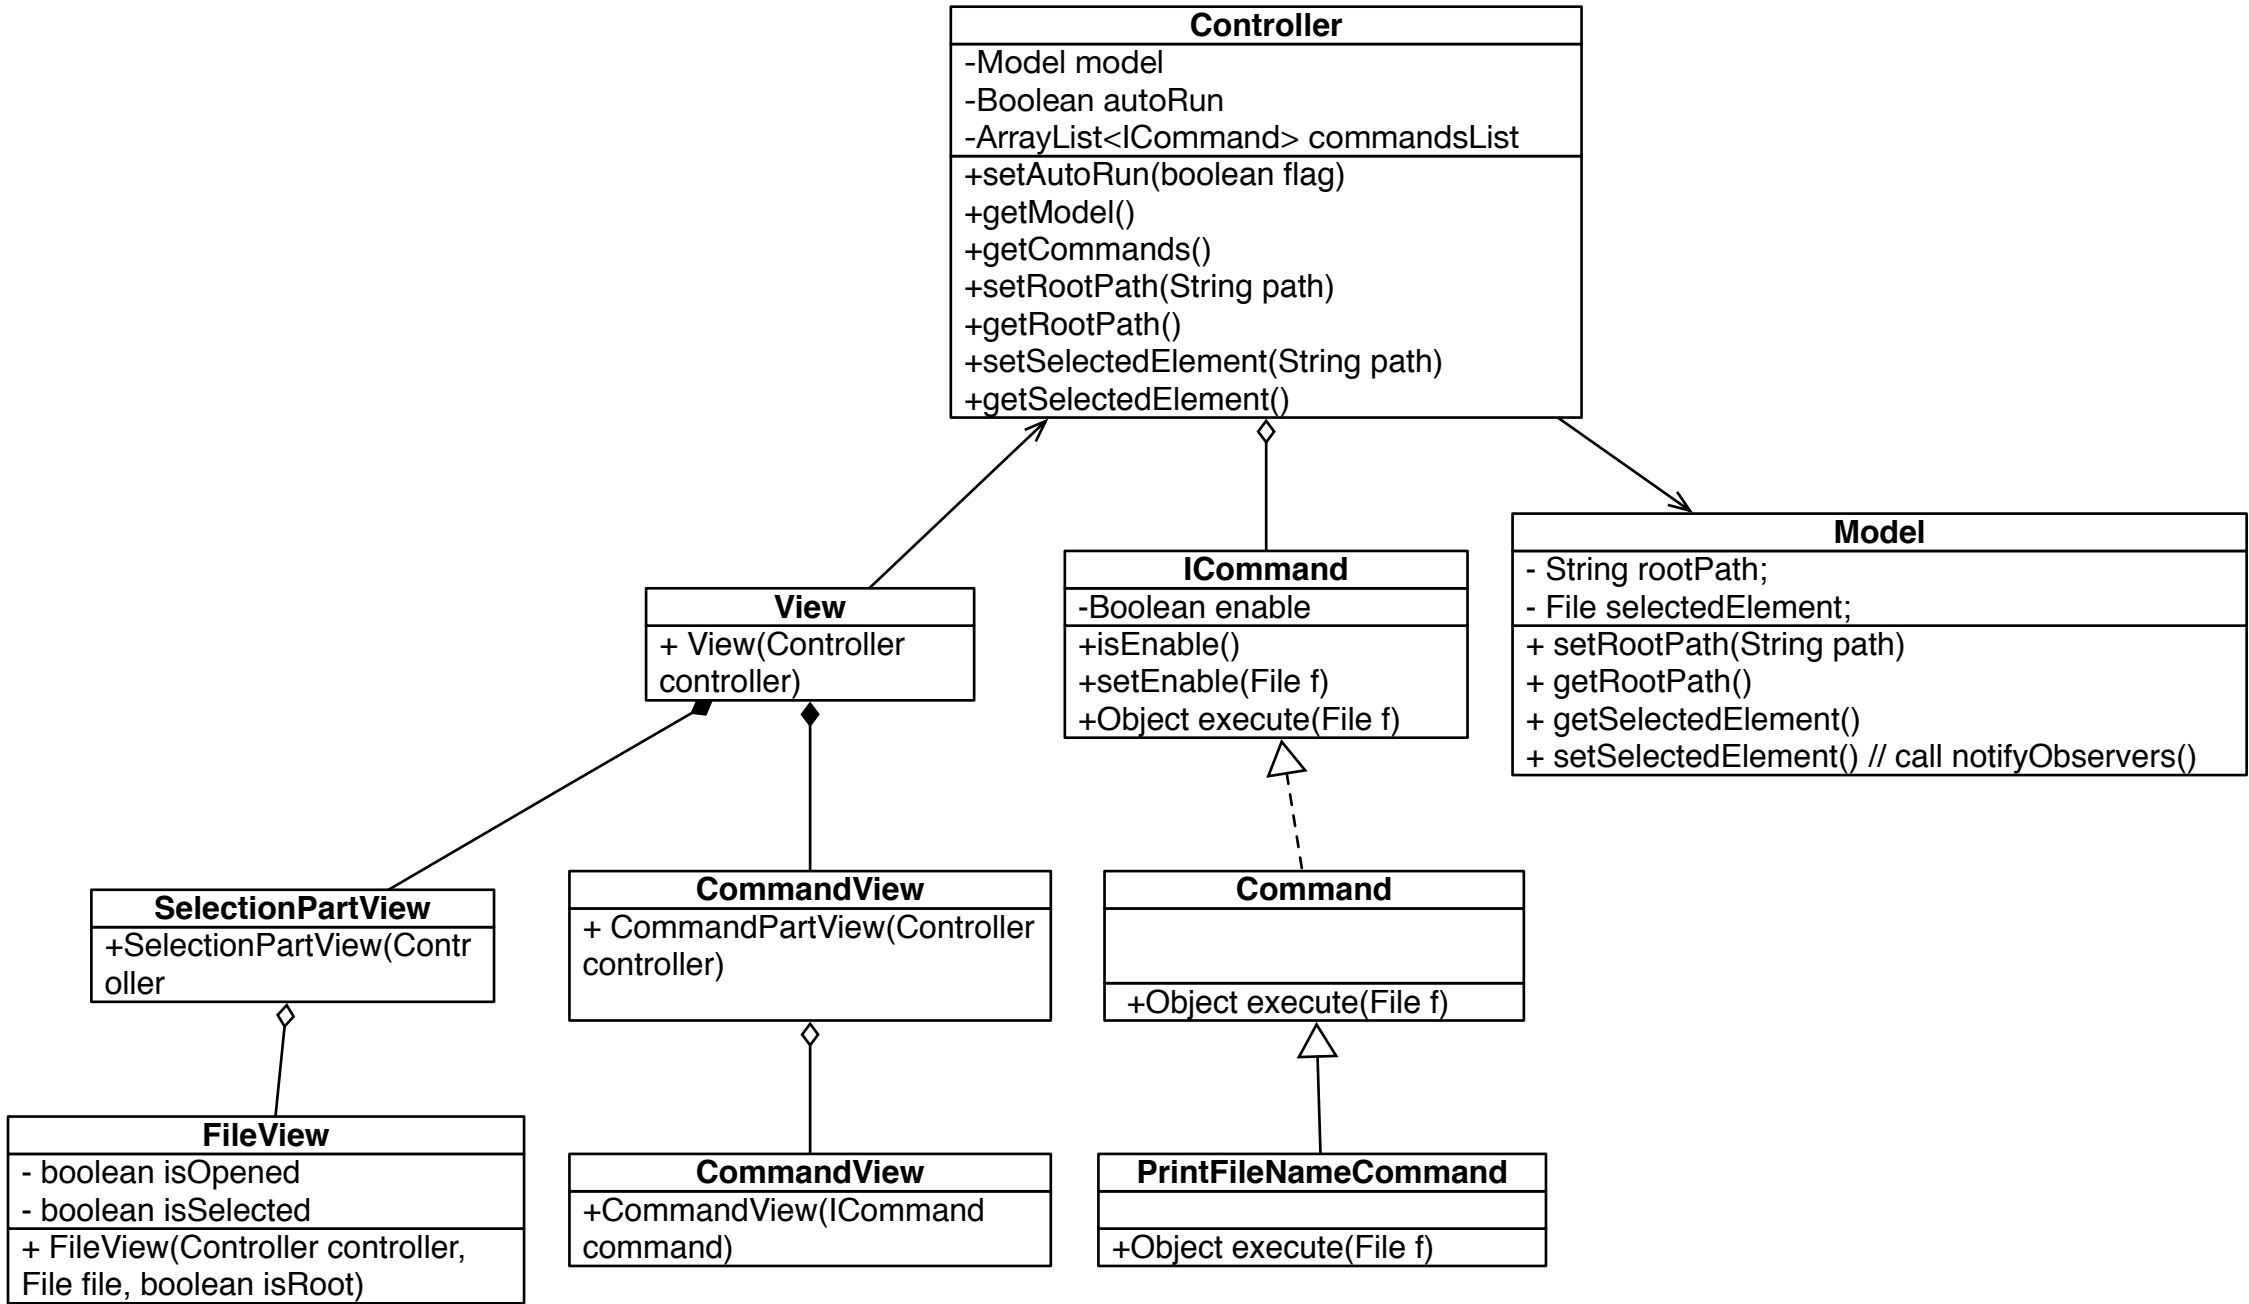 Controller
-Model model
-Boolean autoRun
-ArrayList<ICommand> commandsList
+setAutoRun(boolean flag)
+getModel()
+getCommands()
+setRootPath(String path)
+getRootPath()
+setSelectedElement(String path)
+getSelectedElement()
View
+ View(Controller
controller)
ICommand
-Boolean enable
+isEnable()
+setEnable(File f)
+Object execute(File f)
Model
- String rootPath;
- File selectedElement;
+ setRootPath(String path)
+ getRootPath()
+ getSelectedElement()
+ setSelectedElement() // call notifyObservers()
SelectionPartView
+SelectionPartView(Contr
oller
CommandView
+ CommandPartView(Controller
controller)
Command
+Object execute(File f)
FileView
- boolean isOpened
- boolean isSelected
+ FileView(Controller controller,
File file, boolean isRoot)
CommandView
+CommandView(ICommand
command)
PrintFileNameCommand
+Object execute(File f)